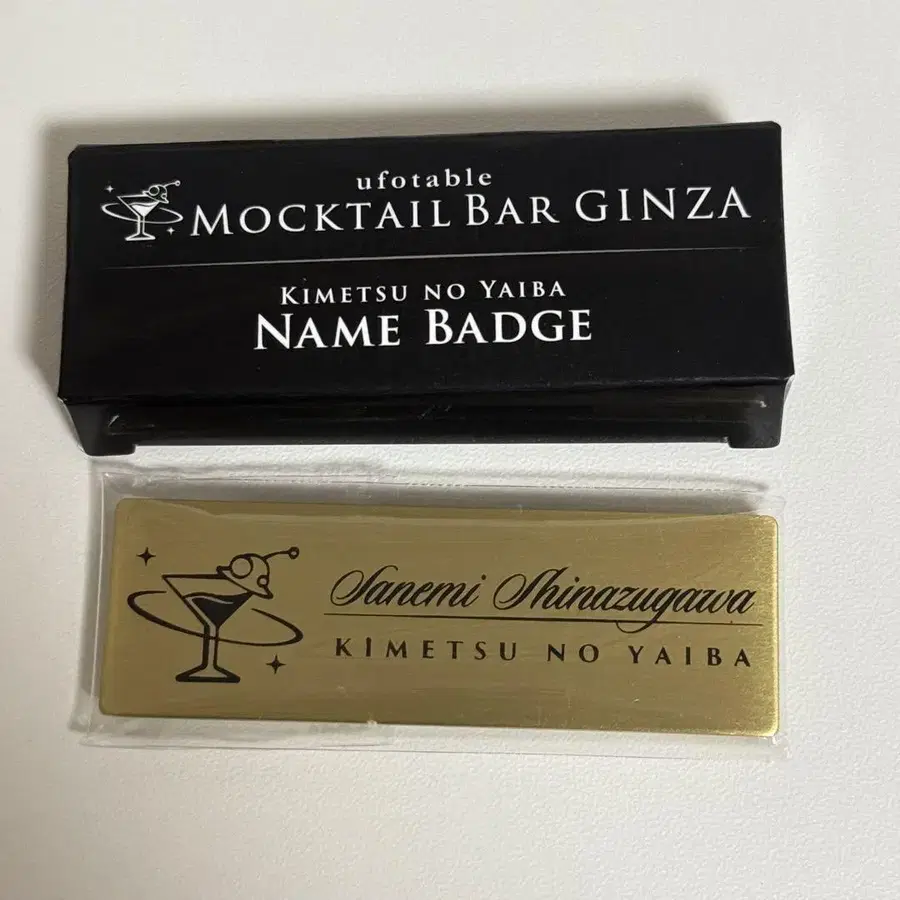 ufotable
MOCKTAIL BAR GINZA
KIMETSU NO YAIBA
NAME BADGE
Sanemi Shinazugawa
KIMETSU NO YAIBA